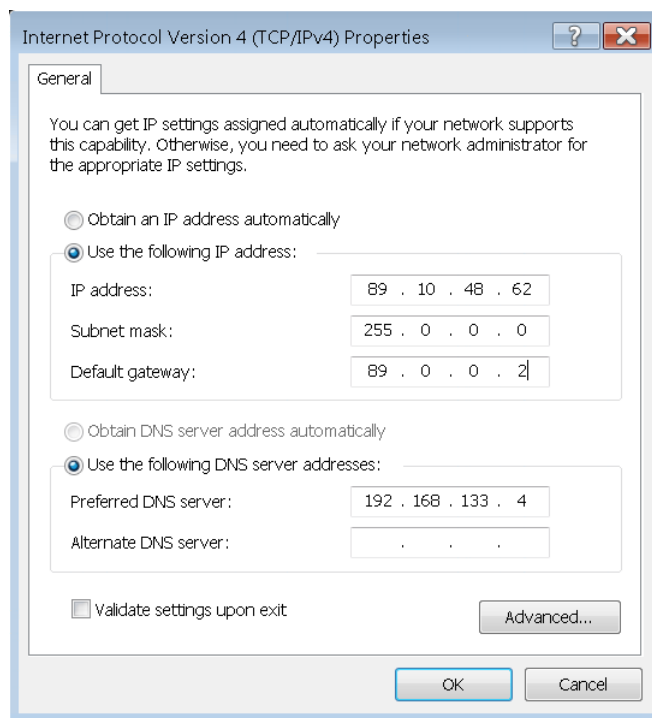 Internet Protocol Version 4 (TCP/IPv4) Properties
?
General
You can get IP settings assigned automatically if your network supports
this capability. Otherwise, you need to ask your network administrator for
the appropriate IP settings.
Obtain an IP address automatically
Use the following IP address:
IP address: 89 . 10 . 48 . 62
Subnet mask: 255 . 0 . 0 . 0
Default gateway: 89 . 0 . 0 . 2
Obtain DNS server address automatically
Use the following DNS server addresses:
Preferred DNS server: 192 . 168 . 133 . 4
Alternate DNS server: . . .
Validate settings upon exit
Advanced...
OK Cancel